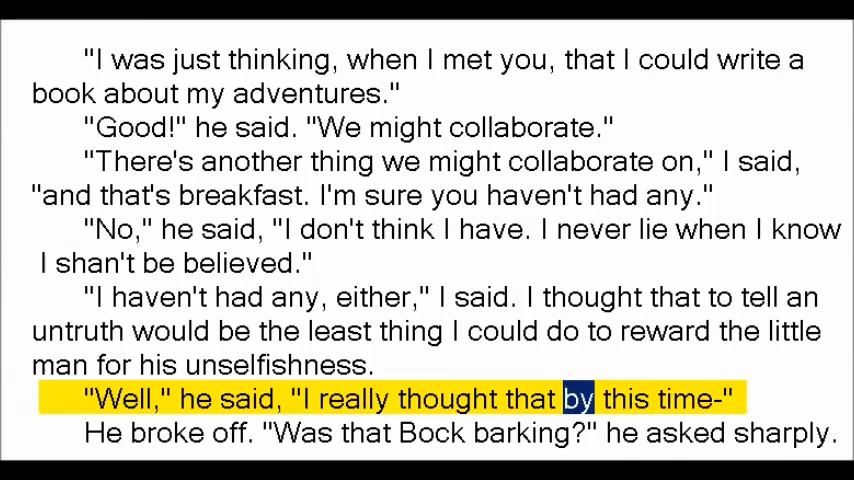 "I was just thinking, when I met you, that I could write a
book about my adventures."
"Good!" he said. "We might collaborate."
"There's another thing we might collaborate on," I said,
"and that's breakfast. I'm sure you haven't had any."
"No," he said, "I don't think I have. I never lie when I know
I shan't be believed."
"I haven't had any, either," I said. I thought that to tell an
untruth would be the least thing I could do to reward the little
man for his unselfishness.
"Well," he said, "I really thought that by this time-"
He broke off. "Was that Bock barking?" he asked sharply.